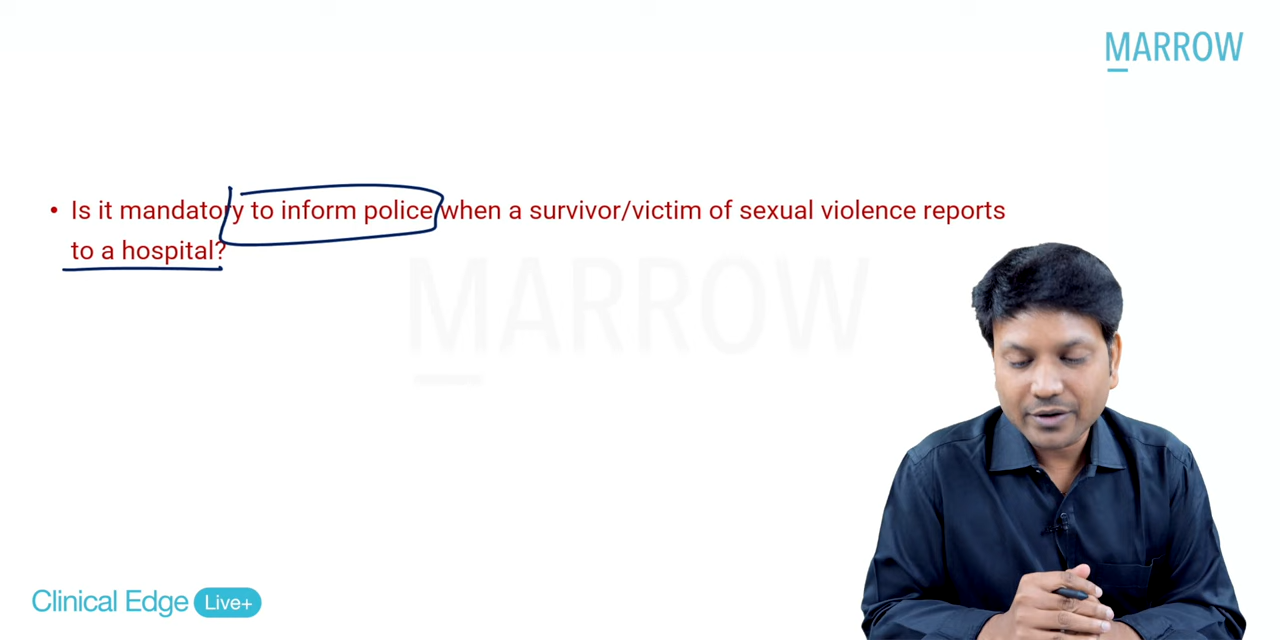 MARROW
• Is it mandatory to inform police when a survivor/victim of sexual violence reports
to a hospital?
MARROW
Clinical Edge Live+